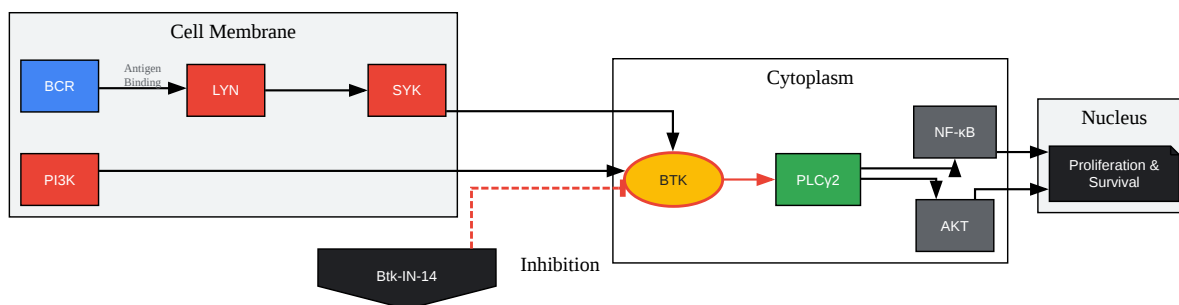 Cell Membrane
BCR
Antigen
Binding
LYN
SYK
PI3K
Cytoplasm
BTK
PLCγ2
NF-κB
AKT
Nucleus
Proliferation &
Survival
Btk-IN-14
Inhibition